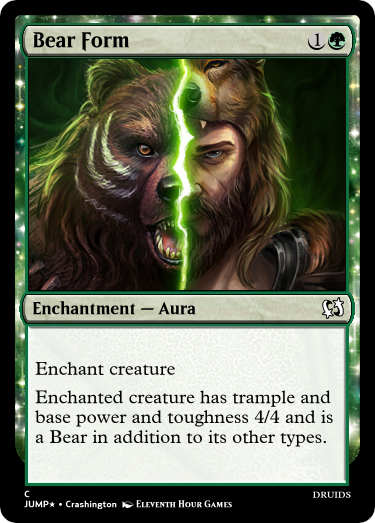 Bear Form 1
Enchantment — Aura
Enchant creature
Enchanted creature has trample and
base power and toughness 4/4 and is
a Bear in addition to its other types.
C
DRUIDS
JUMP★ • Crashington Eleventh Hour Games